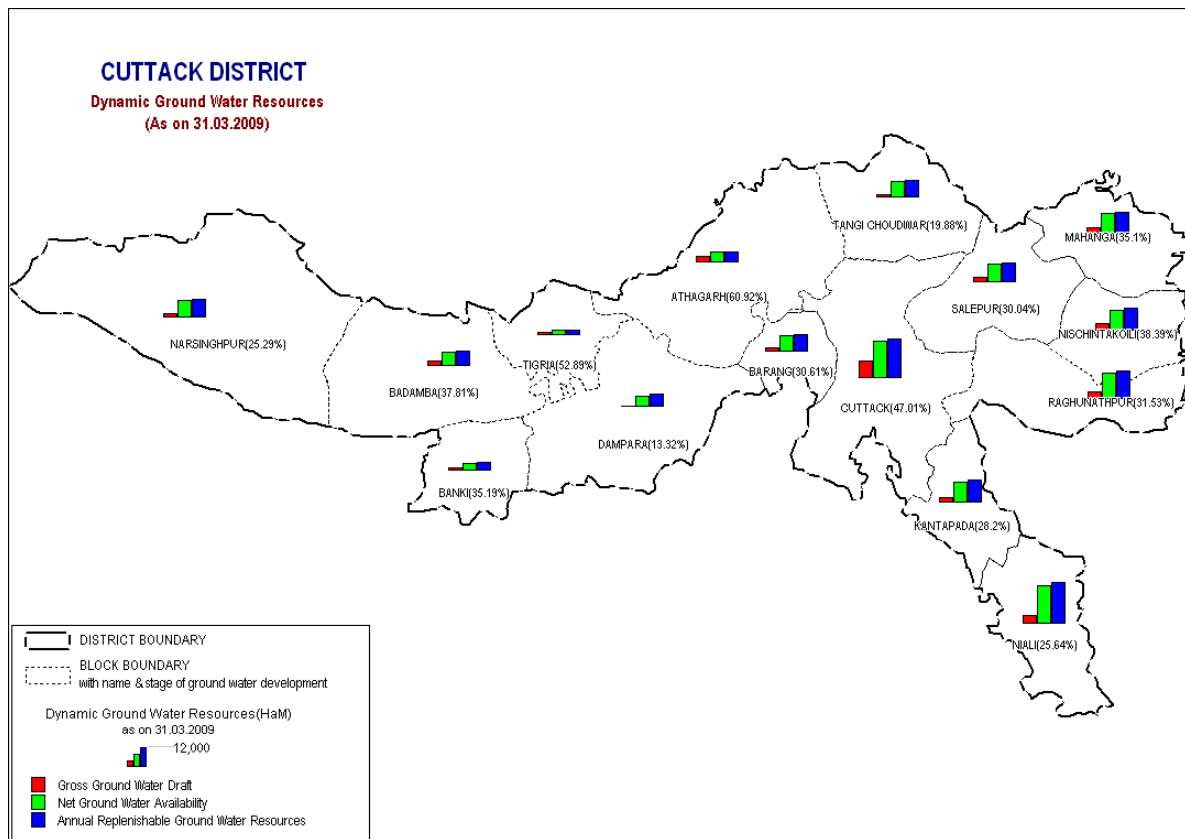 CUTTACK DISTRICT
Dynamic Ground Water Resources
(As on 31.03.2009)
TANGI CHOUDWAR(19.88%)
MAHANGA(35.1%)
ATHAGARH(60.92%)
SALEPUR(30.04%)
NISCHINTAKOILI(38.39%)
NARSINGHPUR(25.29%)
TIGRIA(52.89%)
BARANG(30.61%)
BADAMBA(37.81%)
RAGHUNATHPUR(31.53%)
CUTTACK(47.01%)
DAMPARA(13.32%)
BANKI(35.19%)
KANTAPADA(28.2%)
NIALI(25.64%)
DISTRICT BOUNDARY
BLOCK BOUNDARY
with name & stage of ground water development
Dynamic Ground Water Resources(HaM)
as on 31.03.2009
12,000
Gross Ground Water Draft
Net Ground Water Availability
Annual Replenishable Ground Water Resources